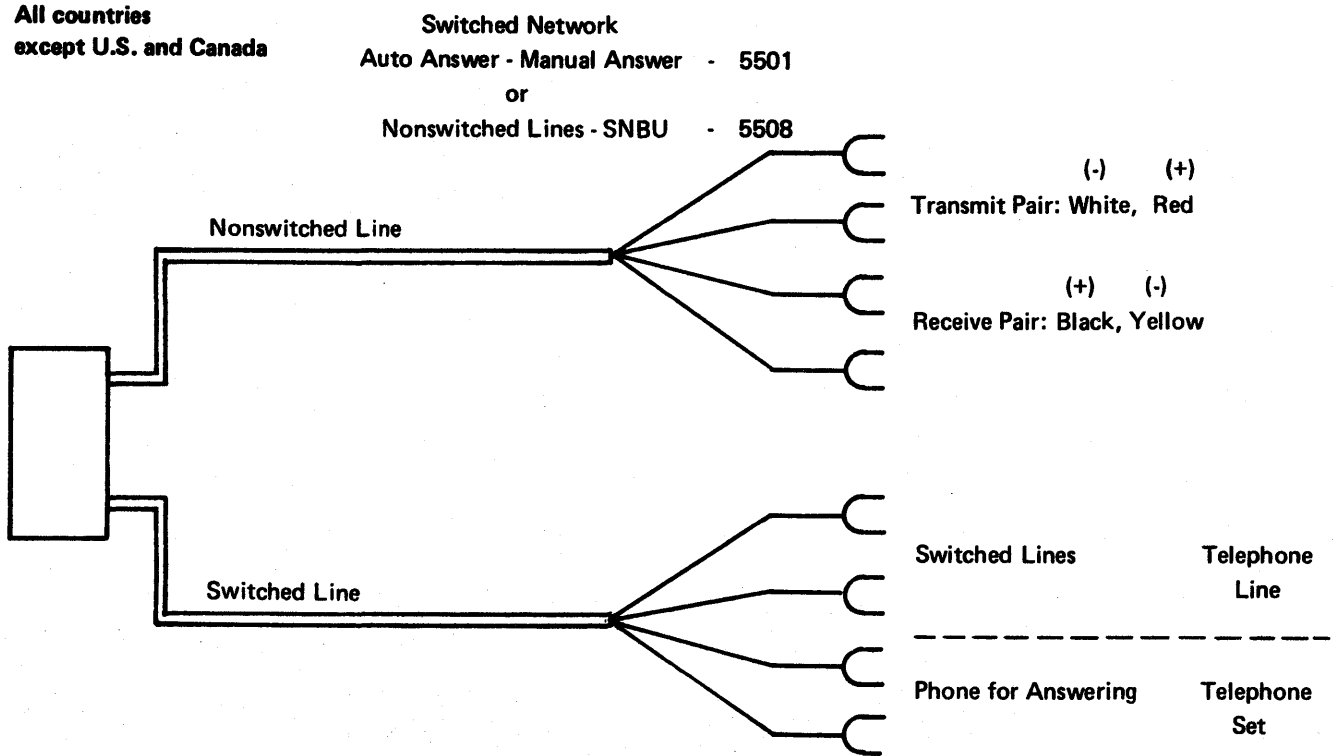 All countries
except U.S. and Canada
Switched Network
Auto Answer - Manual Answer - 5501
or
Nonswitched Lines - SNBU - 5508
Nonswitched Line
(-) (+)
Transmit Pair: White, Red
(+) (-)
Receive Pair: Black, Yellow
Switched Line
Switched Lines Telephone
Line
Phone for Answering Telephone
Set